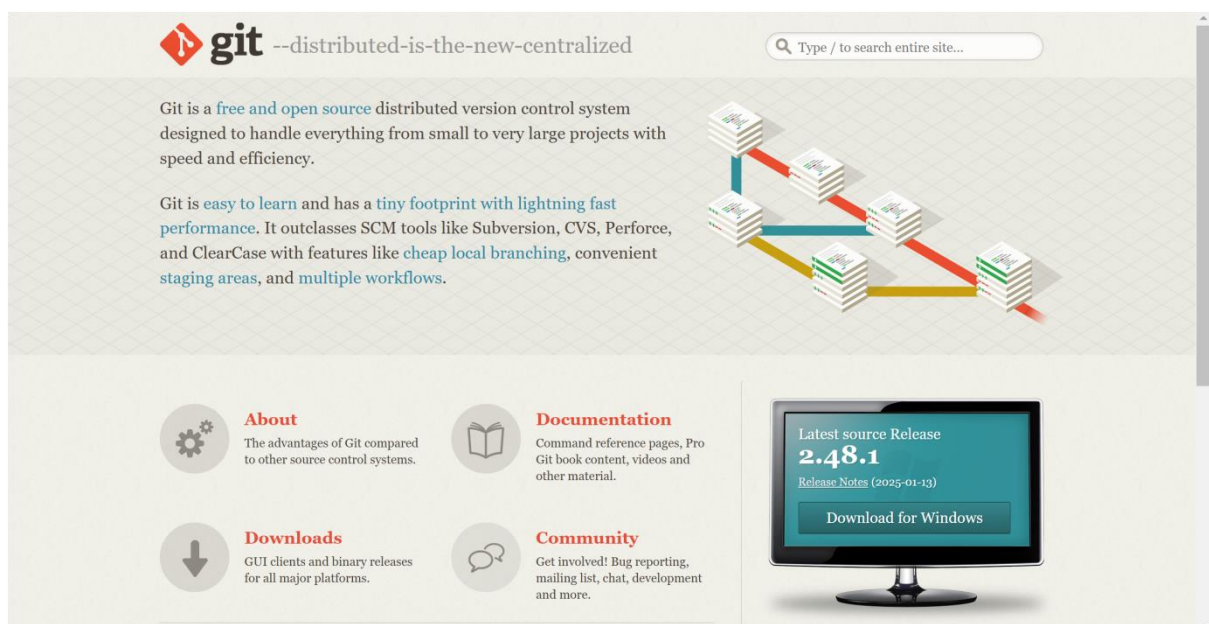 git --distributed-is-the-new-centralized
Type / to search entire site...
Git is a free and open source distributed version control system
designed to handle everything from small to very large projects with
speed and efficiency.
Git is easy to learn and has a tiny footprint with lightning fast
performance. It outclasses SCM tools like Subversion, CVS, Perforce,
and ClearCase with features like cheap local branching, convenient
staging areas, and multiple workflows.
About
The advantages of Git compared
to other source control systems.
Documentation
Command reference pages, Pro
Git book content, videos and
other material.
Downloads
GUI clients and binary releases
for all major platforms.
Community
Get involved! Bug reporting,
mailing list, chat, development
and more.
Latest source Release
2.48.1
Release Notes (2025-01-13)
Download for Windows